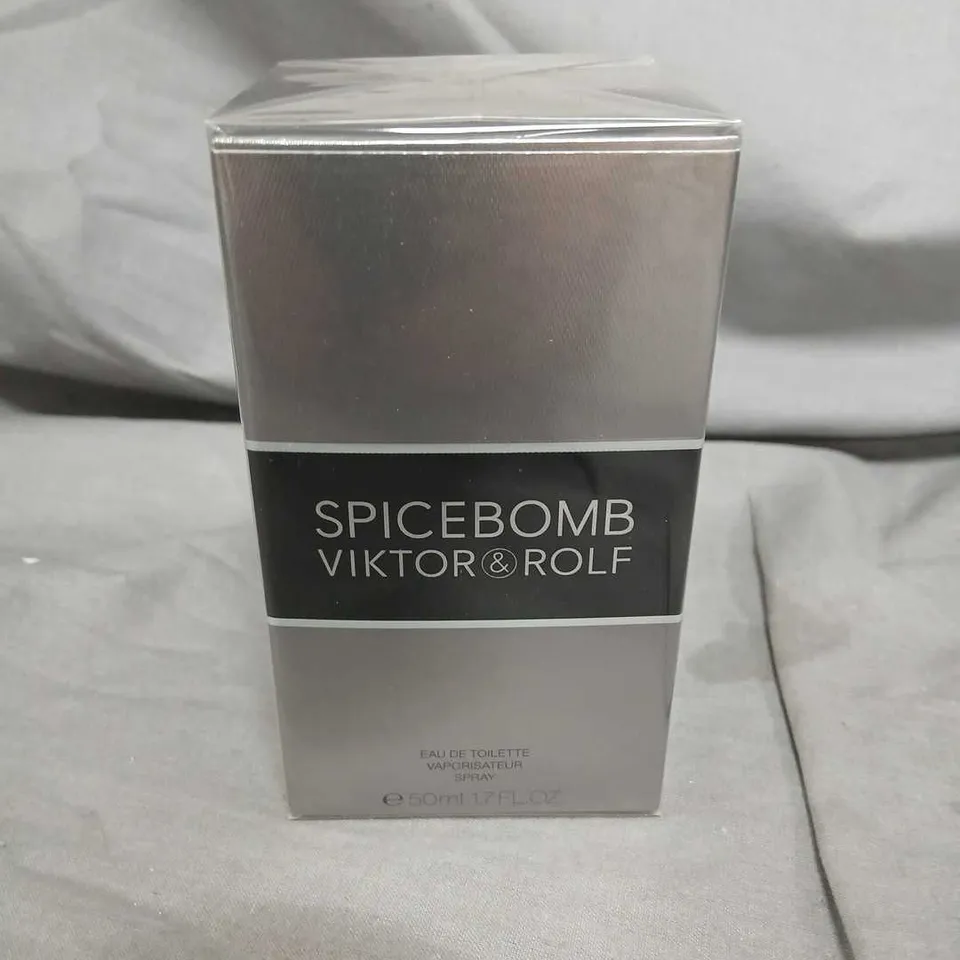 SPICEBOMB
VIKTOR&ROLF
EAU DE TOILETTE
VAPORISATEUR
SPRAY
℮50ml 1.7FL.OZ